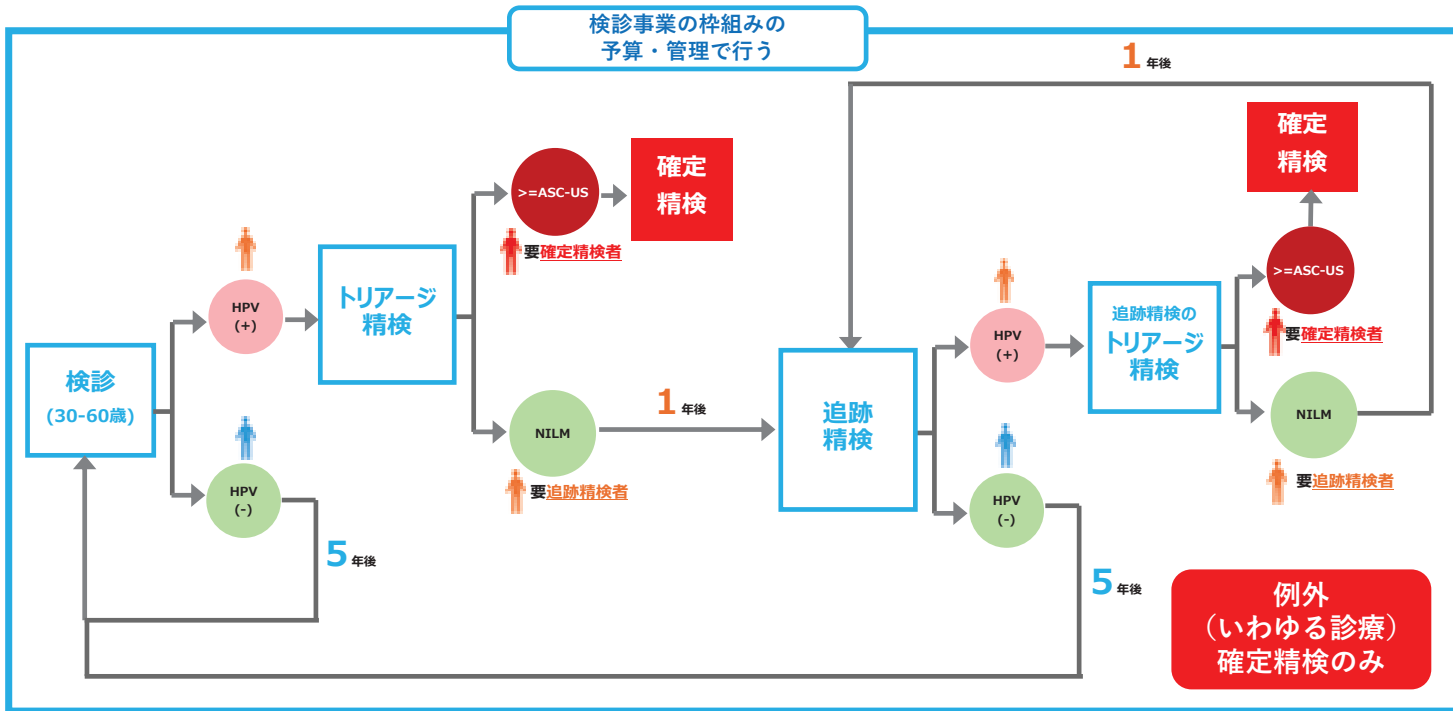 検診事業の枠組みの
予算・管理で行う
1年後
確定
精検
>=ASC-US
確定
精検
要確定精検者
>=ASC-US
要確定精検者
HPV
(+)
トリアージ
精検
HPV
(+)
追跡精検の
トリアージ
精検
検診
(30-60歳)
1年後
追跡
精検
NILM
要追跡精検者
NILM
要追跡精検者
HPV
(-)
HPV
(-)
5年後
5年後
例外
（いわゆる診療）
確定精検のみ